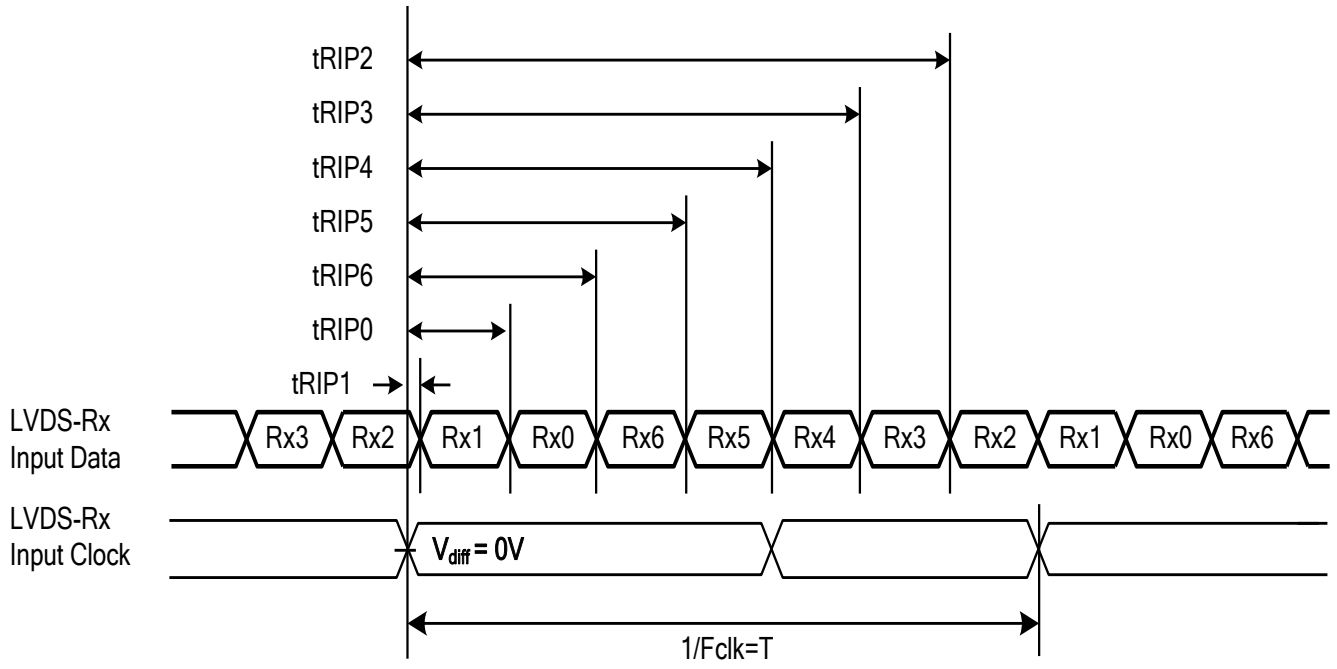 tRIP2
tRIP3
tRIP4
tRIP5
tRIP6
tRIP0
tRIP1
LVDS-Rx
Input Data
Rx3 Rx2 Rx1 Rx0 Rx6 Rx5 Rx4 Rx3 Rx2 Rx1 Rx0 Rx6
LVDS-Rx
Input Clock
Vdiff = 0V
1/Fclk=T